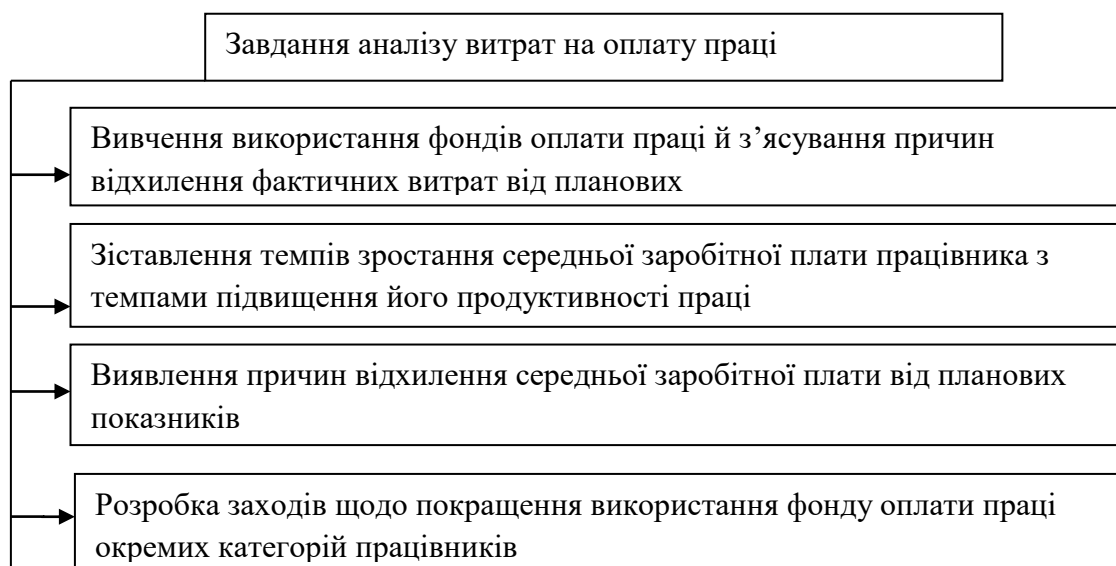 Завдання аналізу витрат на оплату праці
Вивчення використання фондів оплати праці й з’ясування причин
відхилення фактичних витрат від планових
Зіставлення темпів зростання середньої заробітної плати працівника з
темпами підвищення його продуктивності праці
Виявлення причин відхилення середньої заробітної плати від планових
показників
Розробка заходів щодо покращення використання фонду оплати праці
окремих категорій працівників